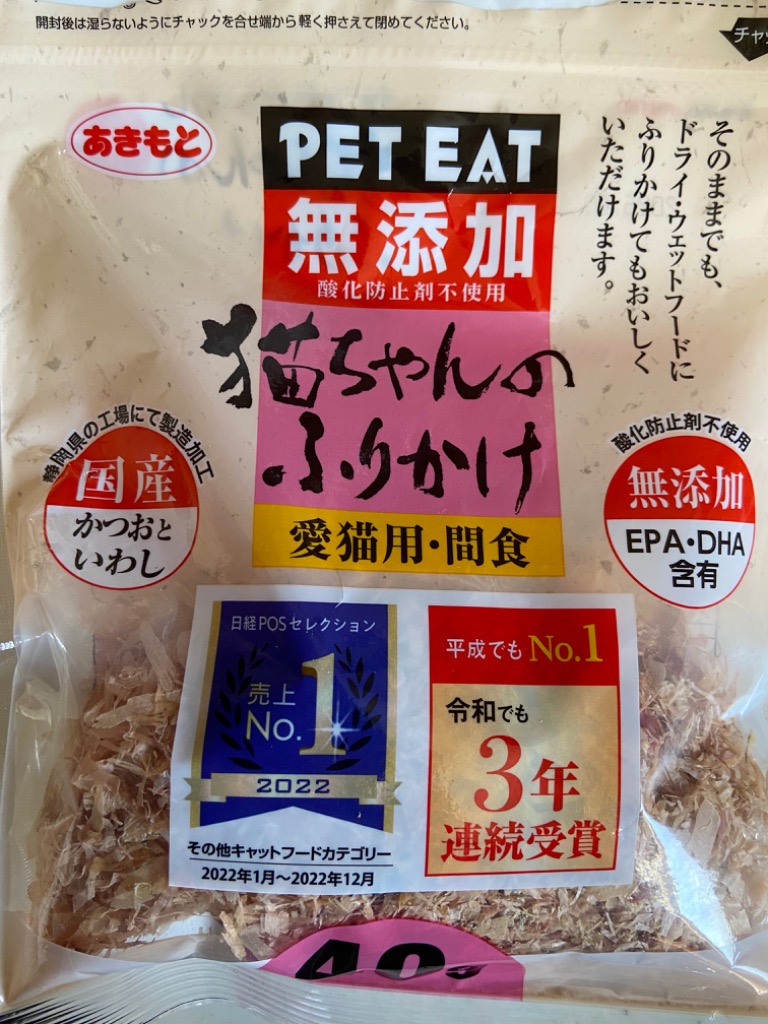 開封後は湿らないようにチャックを合せ端から軽く押さえて閉めてください。
チャッ
あきもと
PET EAT
無添加
酸化防止剤不使用
猫ちゃんの
ふりかけ
愛猫用・間食
そのままでも、
ドライ・ウェットフードに
ふりかけてもおいしく
いただけます。
静岡県の工場にて製造加工
国産
かつおと
いわし
酸化防止剤不使用
無添加
EPA・DHA
含有
日経POSセレクション
売上
No.1
2022
その他キャットフードカテゴリー
2022年1月～2022年12月
平成でも No.1
令和でも
3年
連続受賞
40g